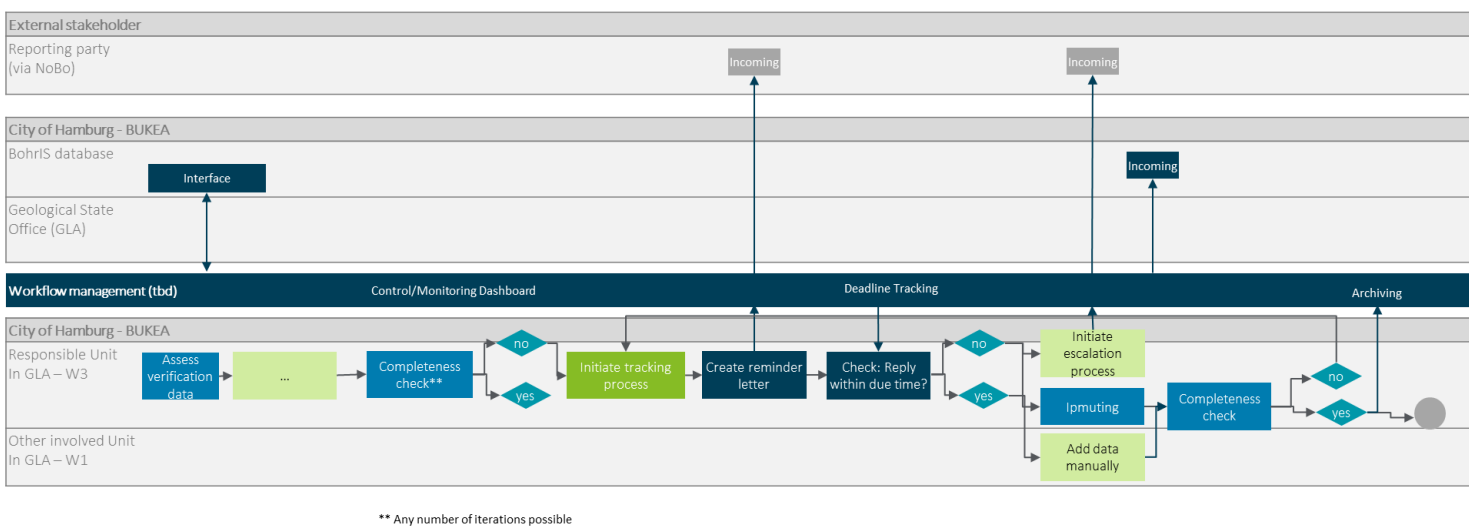 External stakeholder
Reporting party
(via NoBo)
Incoming
Incoming
City of Hamburg - BUKEA
BohrIS database
Interface
Incoming
Geological State
Office (GLA)
Workflow management (tbd)
Control/Monitoring Dashboard
Deadline Tracking
Archiving
City of Hamburg - BUKEA
Responsible Unit
In GLA – W3
Assess
verification
data
...
Completeness
check**
no
yes
Initiate tracking
process
Create reminder
letter
Check: Reply
within due time?
no
yes
Initiate
escalation
process
Ipmuting
Completeness
check
no
yes
Other involved Unit
In GLA – W1
Add data
manually
** Any number of iterations possible